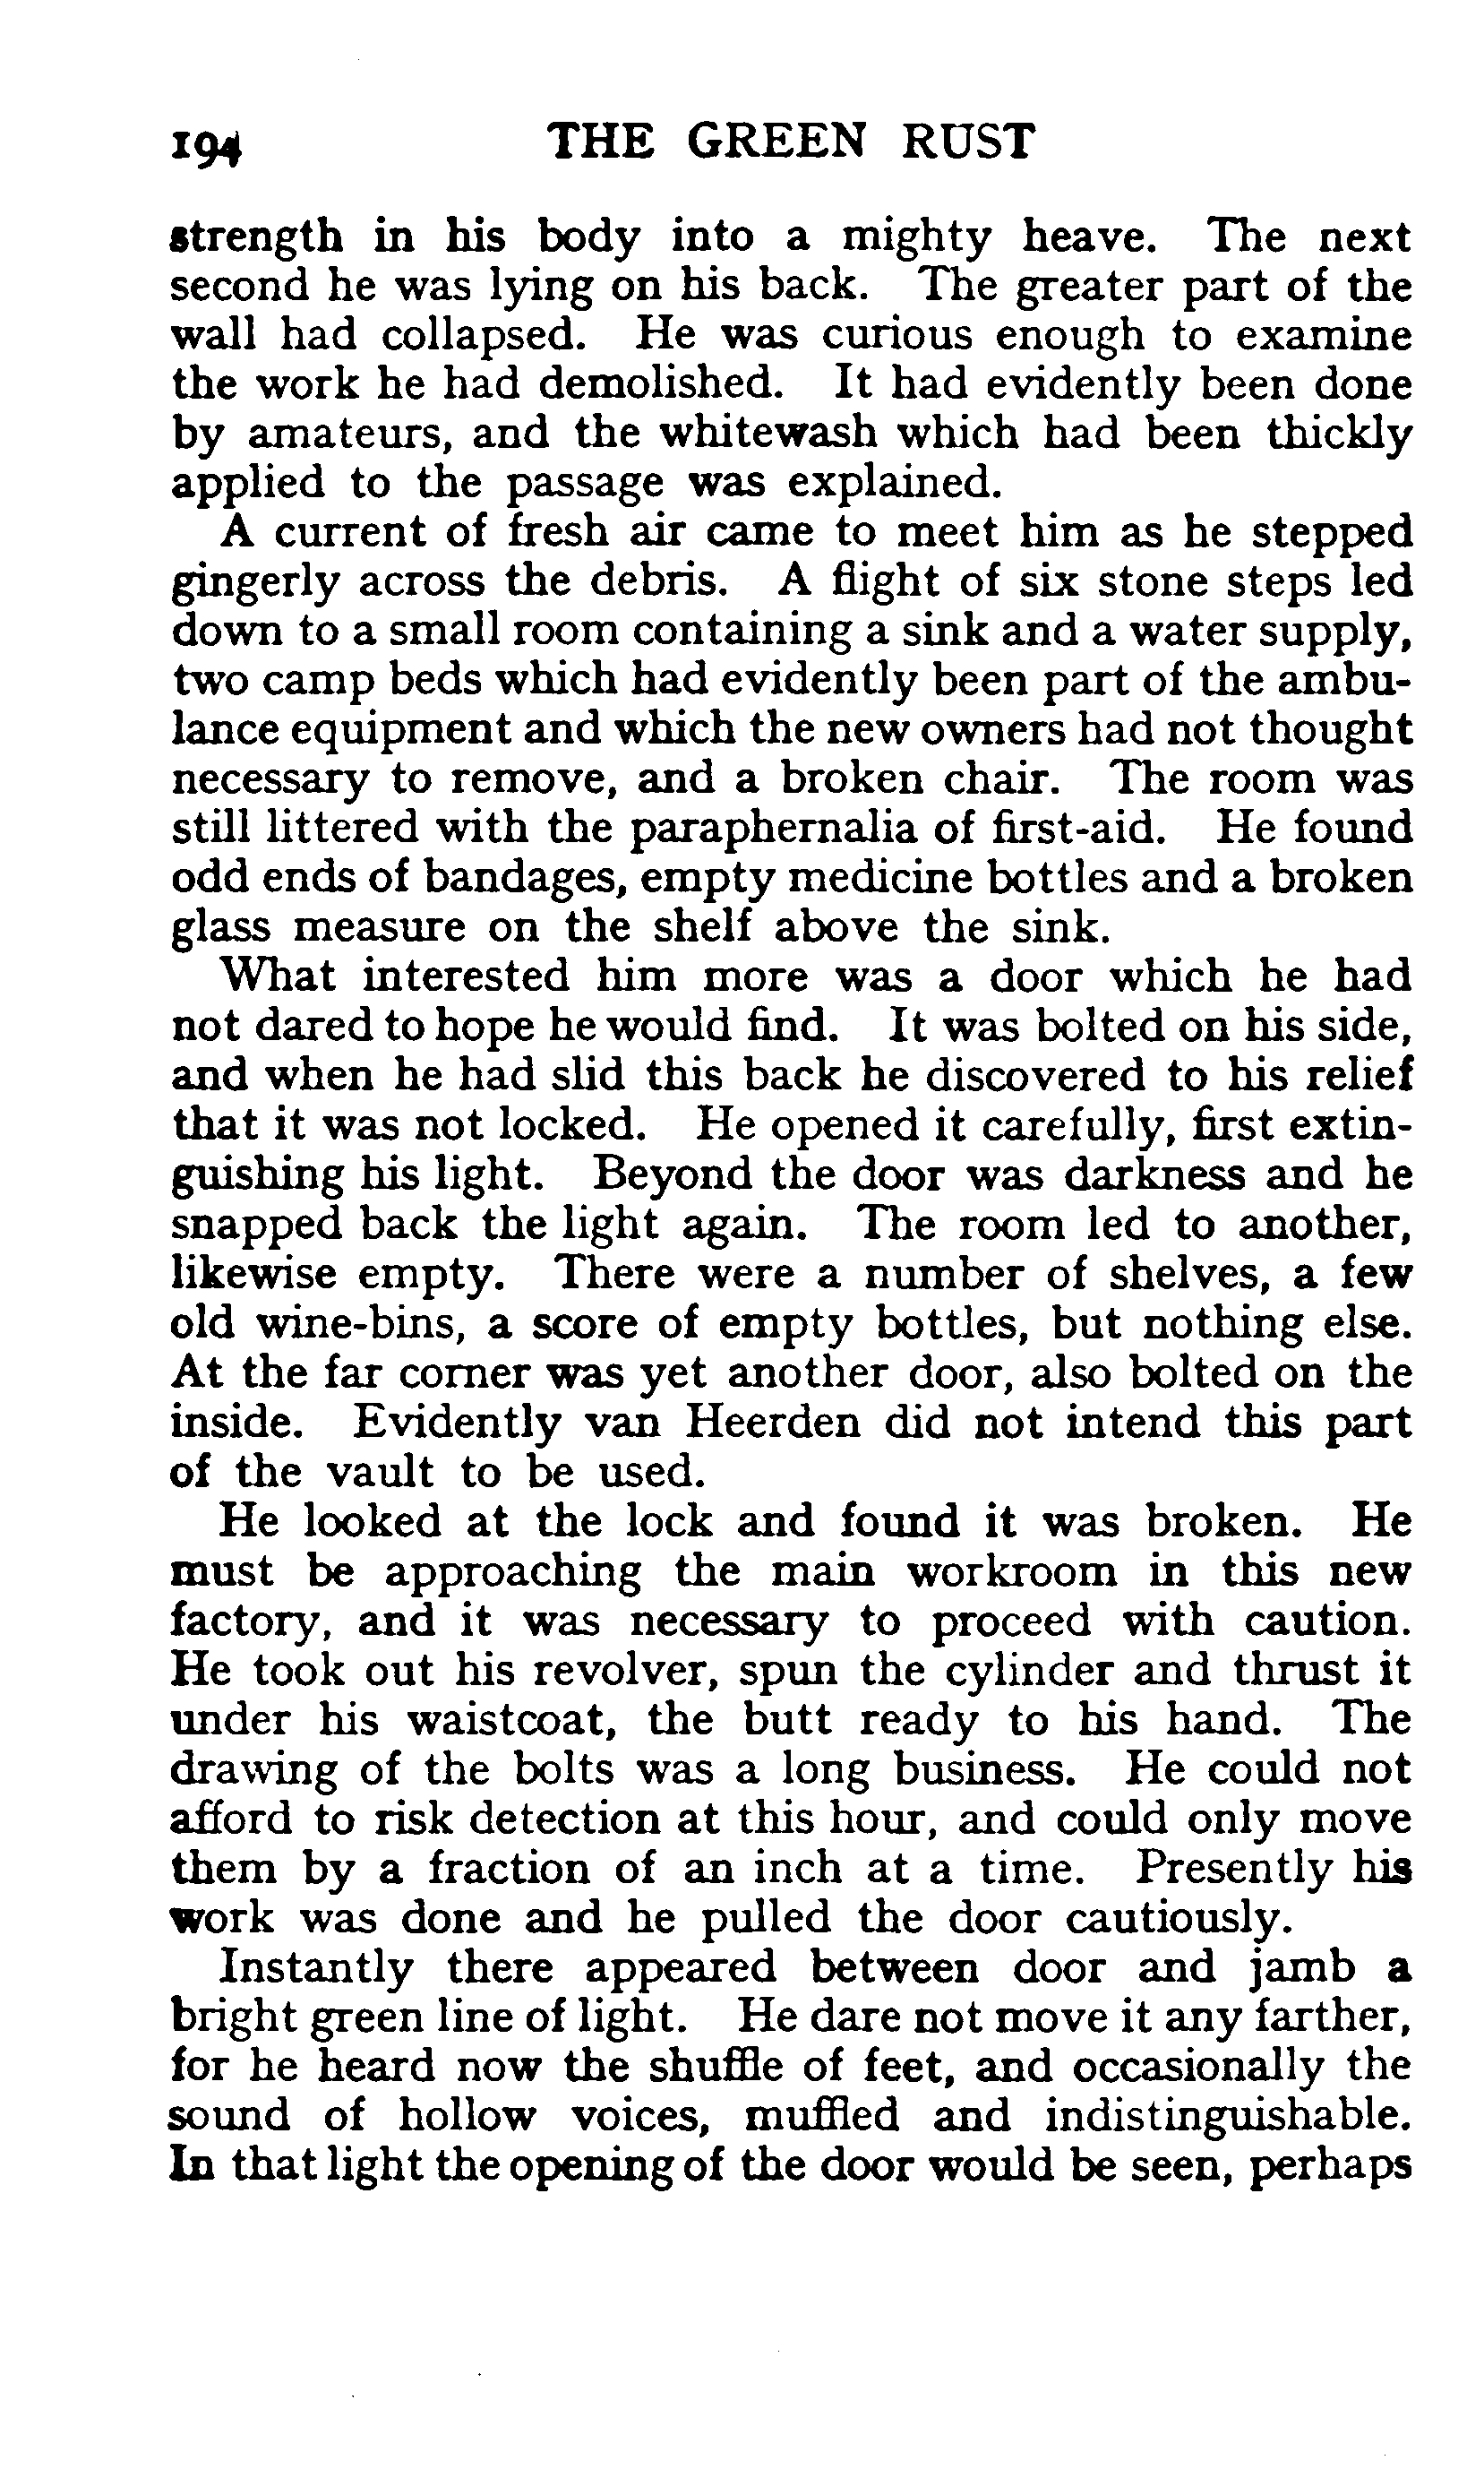 194 THE GREEN RUST
strength in his body into a mighty heave. The next
second he was lying on his back. The greater part of the
wall had collapsed. He was curious enough to examine
the work he had demolished. It had evidently been done
by amateurs, and the whitewash which had been thickly
applied to the passage was explained.
A current of fresh air came to meet him as he stepped
gingerly across the debris. A flight of six stone steps led
down to a small room containing a sink and a water supply,
two camp beds which had evidently been part of the ambu-
lance equipment and which the new owners had not thought
necessary to remove, and a broken chair. The room was
still littered with the paraphernalia of first-aid. He found
odd ends of bandages, empty medicine bottles and a broken
glass measure on the shelf above the sink.
What interested him more was a door which he had
not dared to hope he would find. It was bolted on his side,
and when he had slid this back he discovered to his relief
that it was not locked. He opened it carefully, first extin-
guishing his light. Beyond the door was darkness and he
snapped back the light again. The room led to another,
likewise empty. There were a number of shelves, a few
old wine-bins, a score of empty bottles, but nothing else.
At the far corner was yet another door, also bolted on the
inside. Evidently van Heerden did not intend this part
of the vault to be used.
He looked at the lock and found it was broken. He
must be approaching the main workroom in this new
factory, and it was necessary to proceed with caution.
He took out his revolver, spun the cylinder and thrust it
under his waistcoat, the butt ready to his hand. The
drawing of the bolts was a long business. He could not
afford to risk detection at this hour, and could only move
them by a fraction of an inch at a time. Presently his
work was done and he pulled the door cautiously.
Instantly there appeared between door and jamb a
bright green line of light. He dare not move it any farther,
for he heard now the shuffle of feet, and occasionally the
sound of hollow voices, muffled and indistinguishable.
In that light the opening of the door would be seen, perhaps